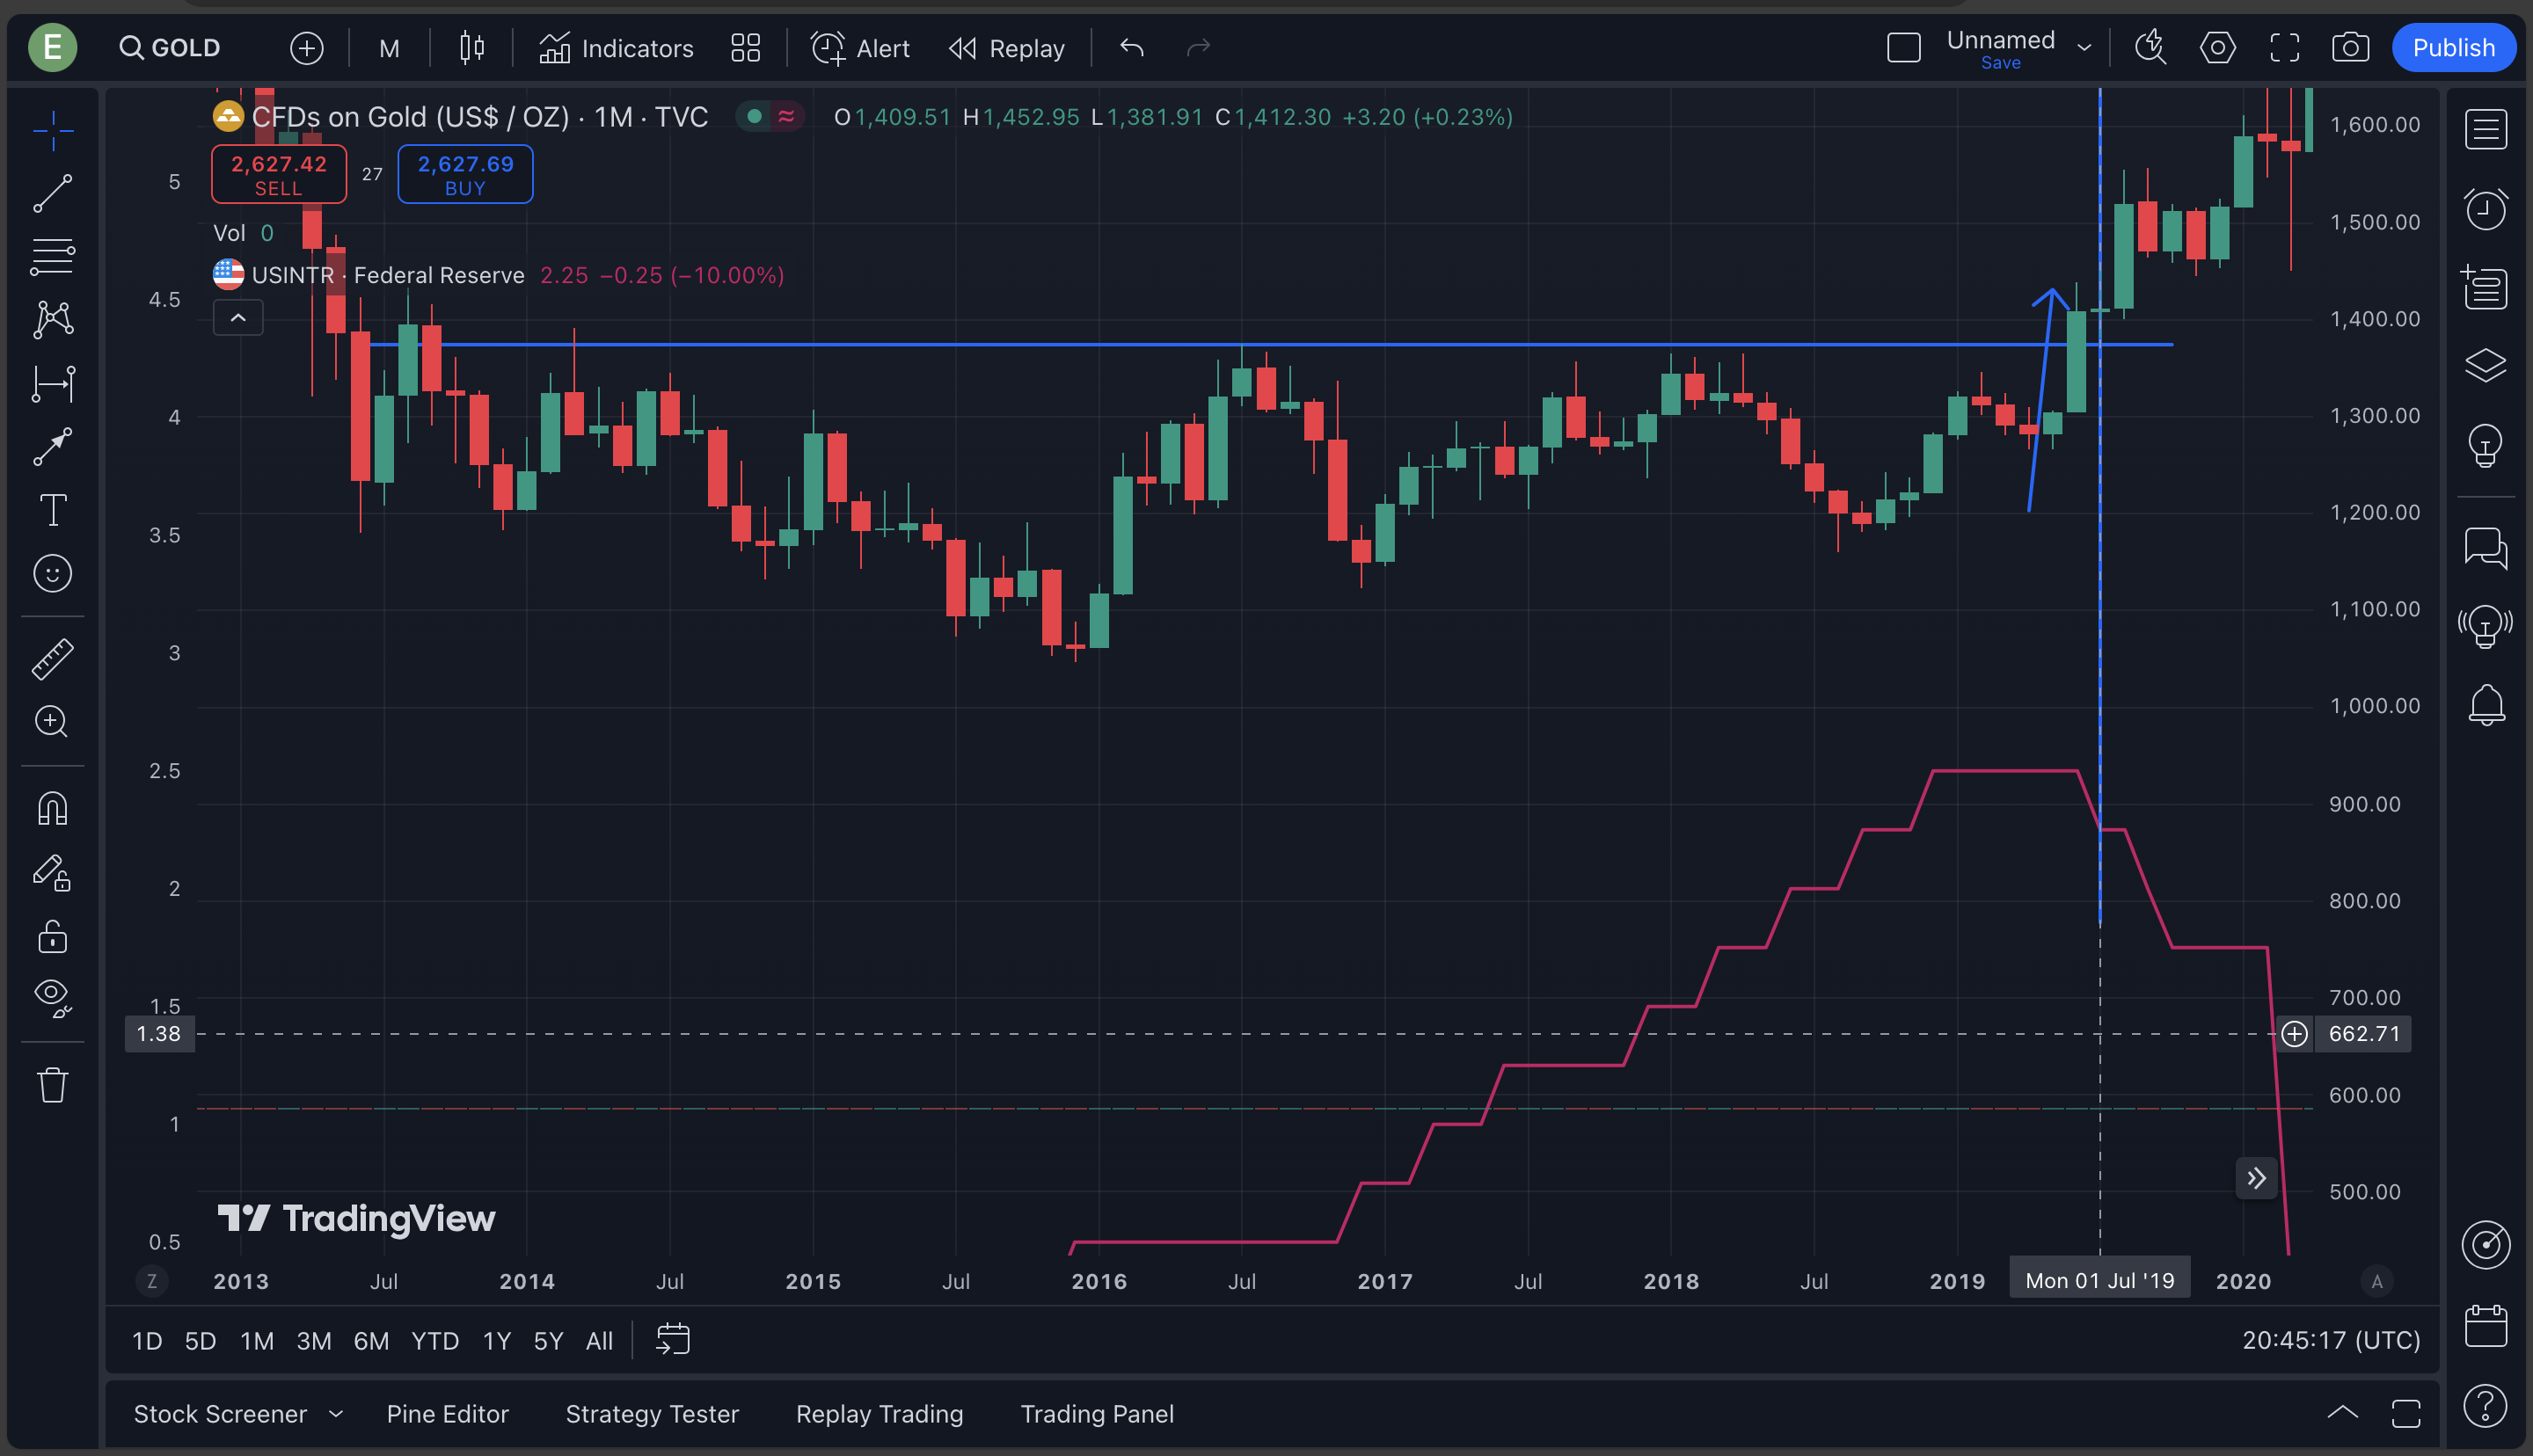 E GOLD M Indicators Alert Replay Unnamed Save Publish
CFDs on Gold (US$ / OZ) · 1M · TVC O1,409.51 H1,452.95 L1,381.91 C1,412.30 +3.20 (+0.23%)
2,627.42 SELL 27 2,627.69 BUY
Vol 0
USINTR · Federal Reserve 2.25 −0.25 (−10.00%)
5
4.5
4
3.5
3
2.5
2
1.5
1.38
1
0.5
1,600.00
1,500.00
1,400.00
1,300.00
1,200.00
1,100.00
1,000.00
900.00
800.00
700.00
662.71
600.00
500.00
TradingView
Z 2013 Jul 2014 Jul 2015 Jul 2016 Jul 2017 Jul 2018 Jul 2019 Mon 01 Jul '19 2020 A
1D 5D 1M 3M 6M YTD 1Y 5Y All 20:45:17 (UTC)
Stock Screener Pine Editor Strategy Tester Replay Trading Trading Panel